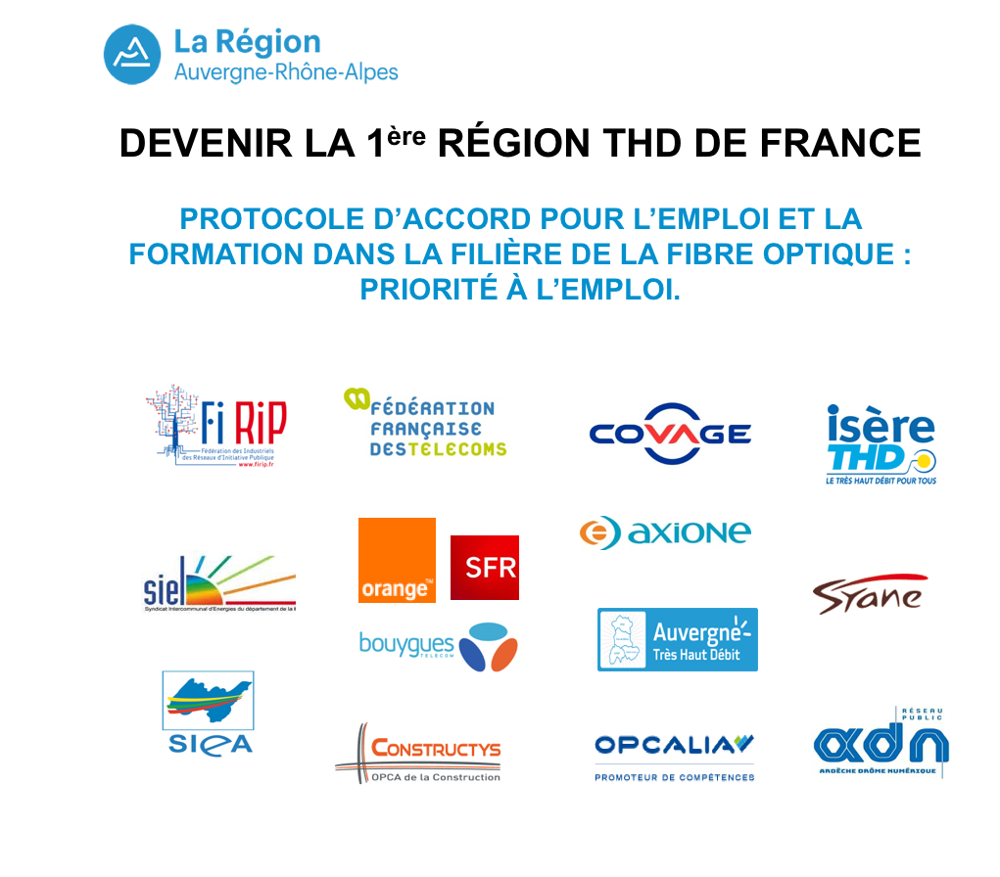 La Région
Auvergne-Rhône-Alpes
DEVENIR LA 1ère RÉGION THD DE FRANCE
PROTOCOLE D’ACCORD POUR L’EMPLOI ET LA
FORMATION DANS LA FILIÈRE DE LA FIBRE OPTIQUE :
PRIORITÉ À L’EMPLOI.
Fi RiP
Fédération des Industriels
des Réseaux d'Initiative Publique
www.firip.fr
FÉDÉRATION
FRANÇAISE
DESTÉLECOMS
COVAGE
isère
THD
LE TRÈS HAUT DÉBIT POUR TOUS
siel
Syndicat Intercommunal d'Energies du département de la
orange™
SFR
bouygues
TELECOM
axione
Auvergne
Très Haut Débit
SYane
SIeA
CONSTRUCTYS
OPCA de la Construction
OPCALIA
PROMOTEUR DE COMPÉTENCES
RÉSEAU
PUBLIC
adn
ARDÈCHE DRÔME NUMÉRIQUE